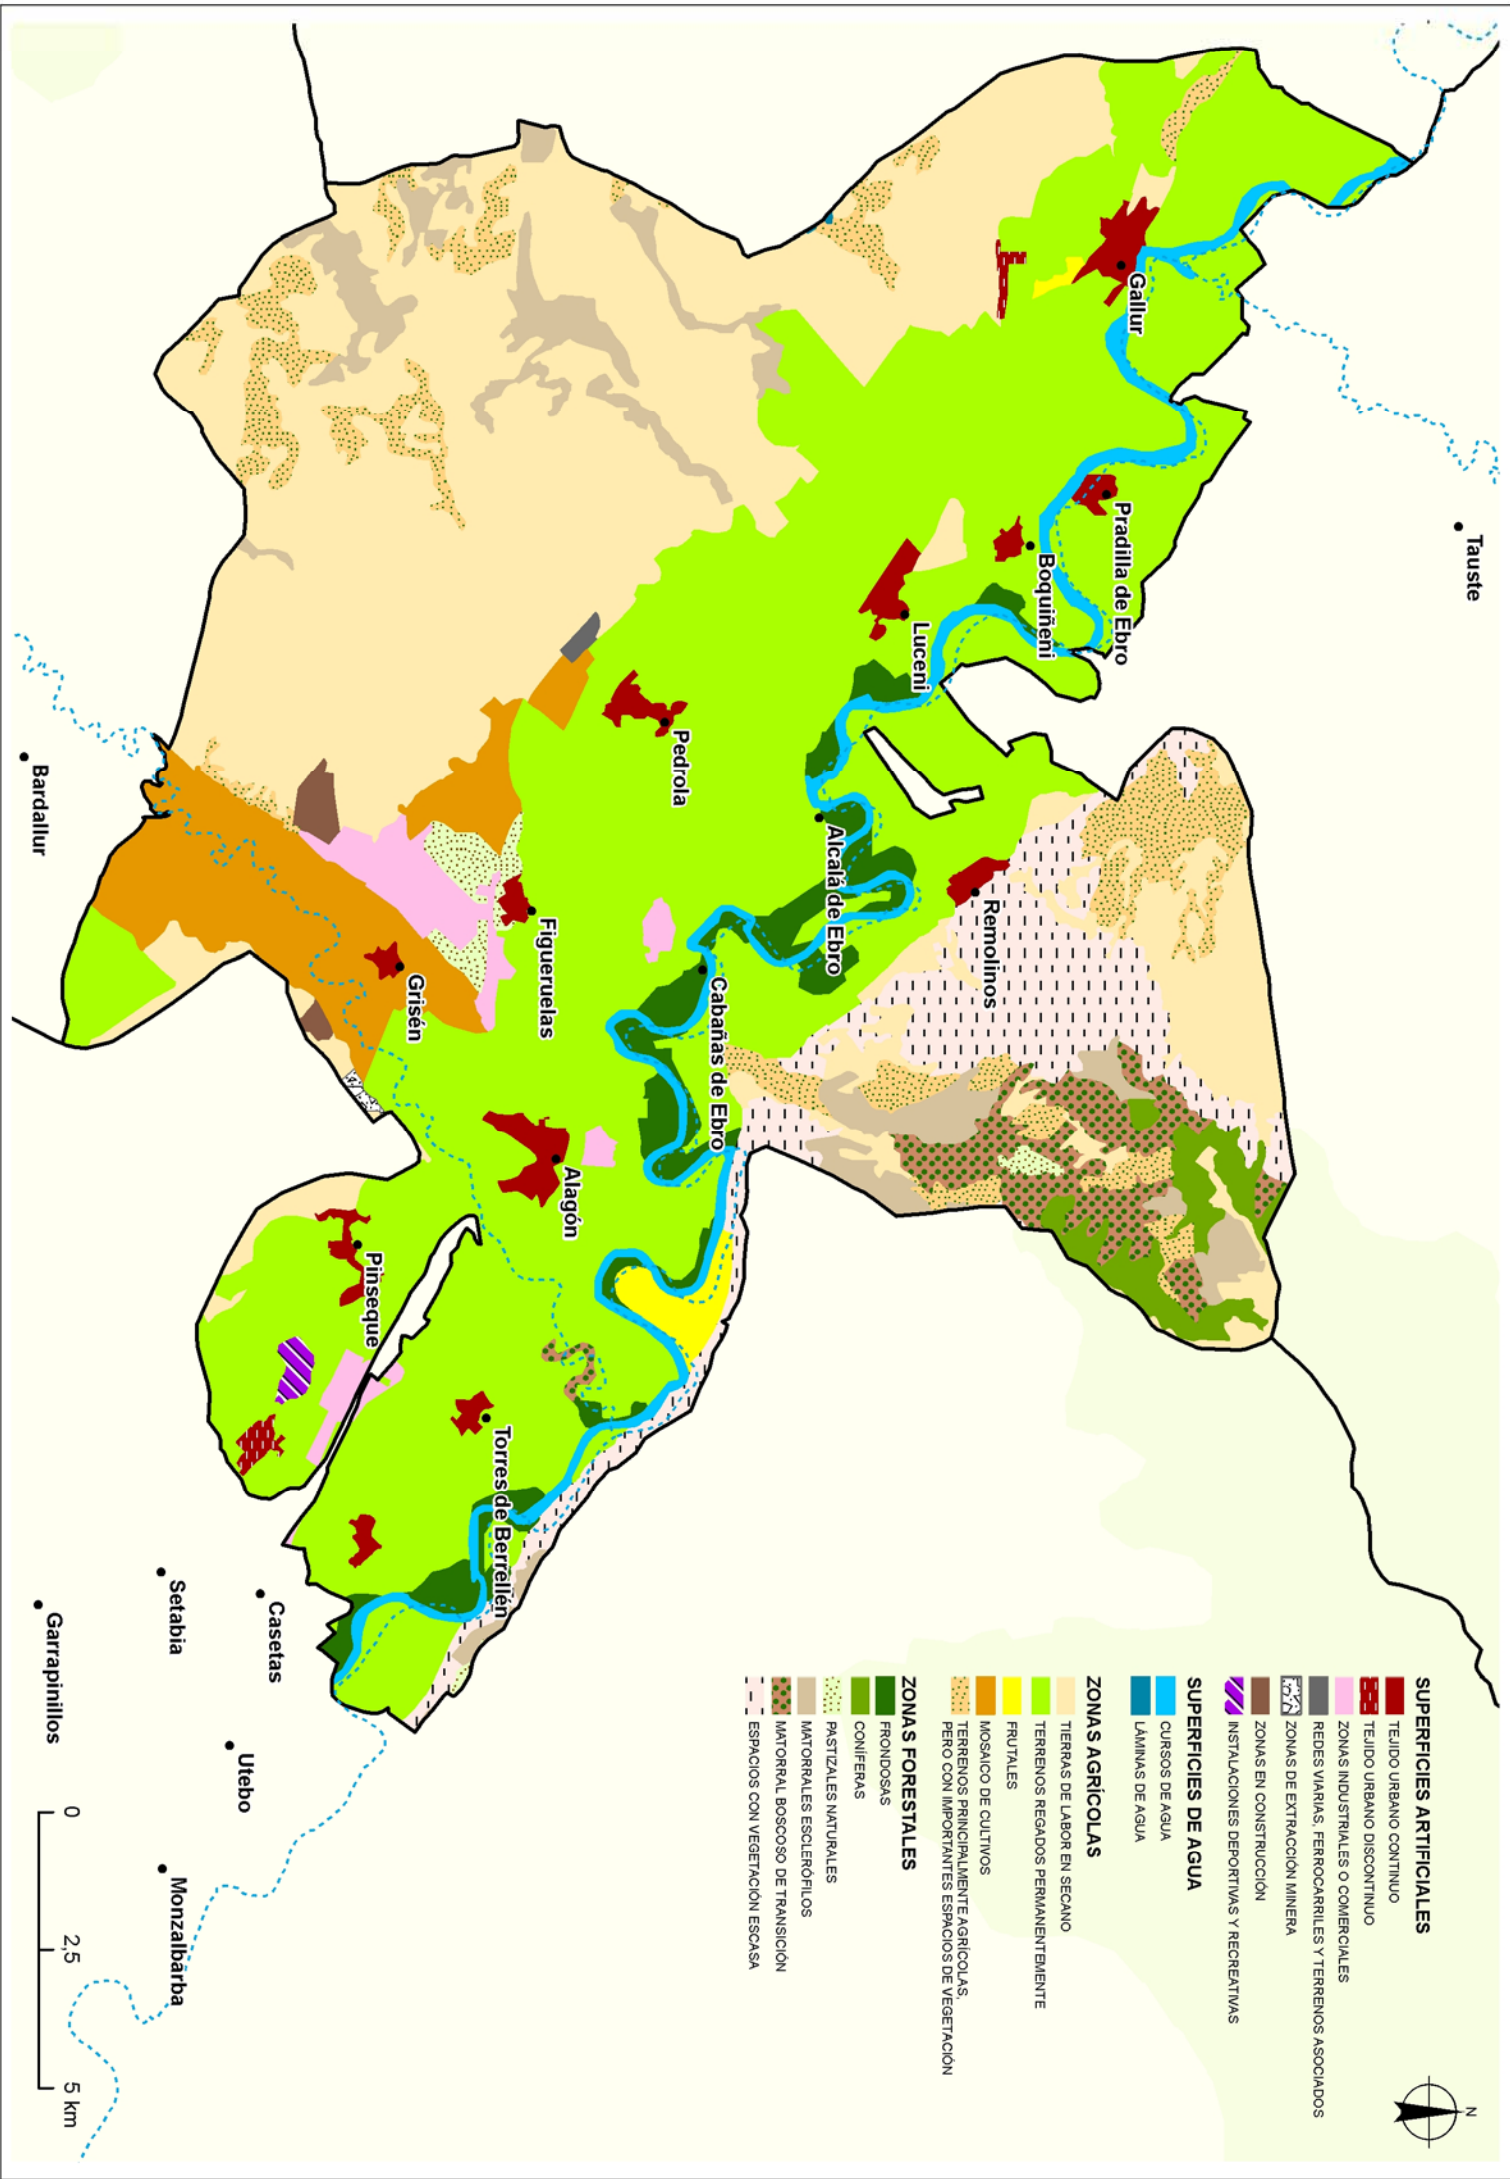 Tauste
Gallur
Pradilla de Ebro
Boquiñeni
Luceni
Remolinos
Alcalá de Ebro
Pedrola
Cabañas de Ebro
Figueruelas
Grisén
Bardallur
Alagón
Pinseque
Torres de Berrellén
Casetas
Setabia
Garrapinillos
Utebo
Monzalbarba
N
SUPERFICIES ARTIFICIALES
TEJIDO URBANO CONTINUO
TEJIDO URBANO DISCONTINUO
ZONAS INDUSTRIALES O COMERCIALES
REDES VIARIAS, FERROCARRILES Y TERRENOS ASOCIADOS
ZONAS DE EXTRACCIÓN MINERA
ZONAS EN CONSTRUCCIÓN
INSTALACIONES DEPORTIVAS Y RECREATIVAS
SUPERFICIES DE AGUA
CURSOS DE AGUA
LÁMINAS DE AGUA
ZONAS AGRÍCOLAS
TIERRAS DE LABOR EN SECANO
TERRENOS REGADOS PERMANENTEMENTE
FRUTALES
MOSAICO DE CULTIVOS
TERRENOS PRINCIPALMENTE AGRÍCOLAS,
PERO CON IMPORTANTES ESPACIOS DE VEGETACIÓN
ZONAS FORESTALES
FRONDOSAS
CONÍFERAS
PASTIZALES NATURALES
MATORRALES ESCLERÓFILOS
MATORRAL BOSCOSO DE TRANSICIÓN
ESPACIOS CON VEGETACIÓN ESCASA
0 2,5 5 km